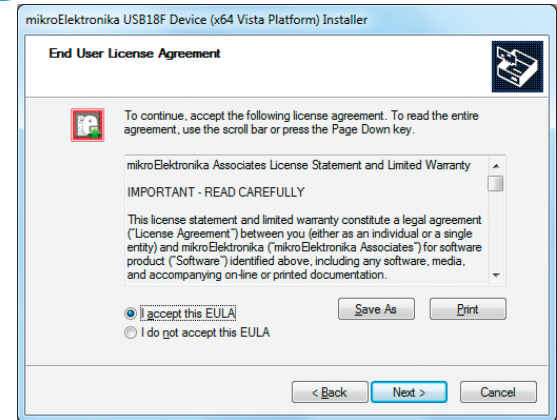 mikroElektronika USB18F Device (x64 Vista Platform) Installer
End User License Agreement
To continue, accept the following license agreement. To read the entire
agreement, use the scroll bar or press the Page Down key.
mikroElektronika Associates License Statement and Limited Warranty
IMPORTANT - READ CAREFULLY
This license statement and limited warranty constitute a legal agreement
("License Agreement") between you (either as an individual or a single
entity) and mikroElektronika ("mikroElektronika Associates") for software
product ("Software") identified above, including any software, media,
and accompanying on-line or printed documentation.
I accept this EULA
Save As
Print
I do not accept this EULA
< Back
Next >
Cancel